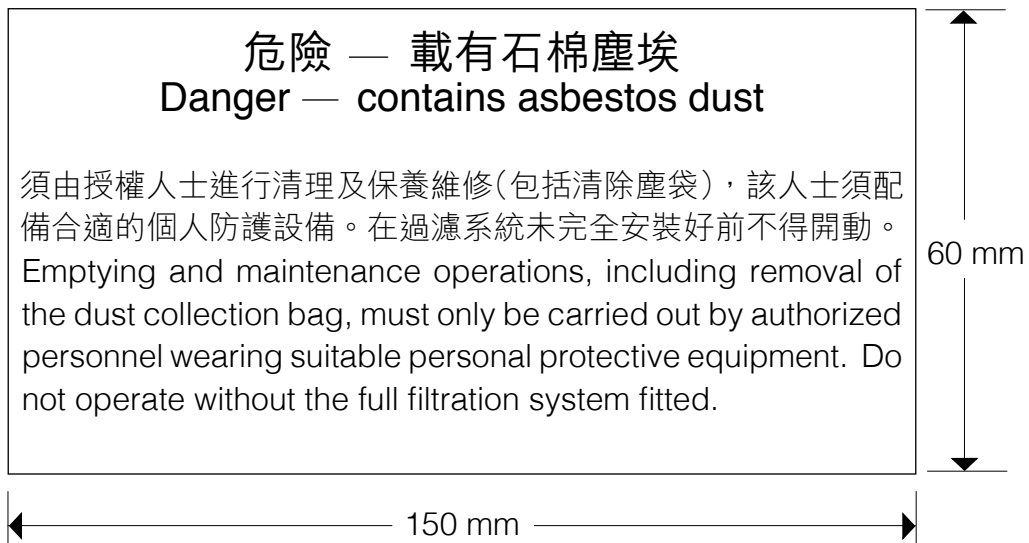 危險 — 載有石棉塵埃
Danger — contains asbestos dust
須由授權人士進行清理及保養維修(包括清除塵袋)，該人士須配
備合適的個人防護設備。在過濾系統未完全安裝好前不得開動。
Emptying and maintenance operations, including removal of
the dust collection bag, must only be carried out by authorized
personnel wearing suitable personal protective equipment. Do
not operate without the full filtration system fitted.
60 mm
150 mm